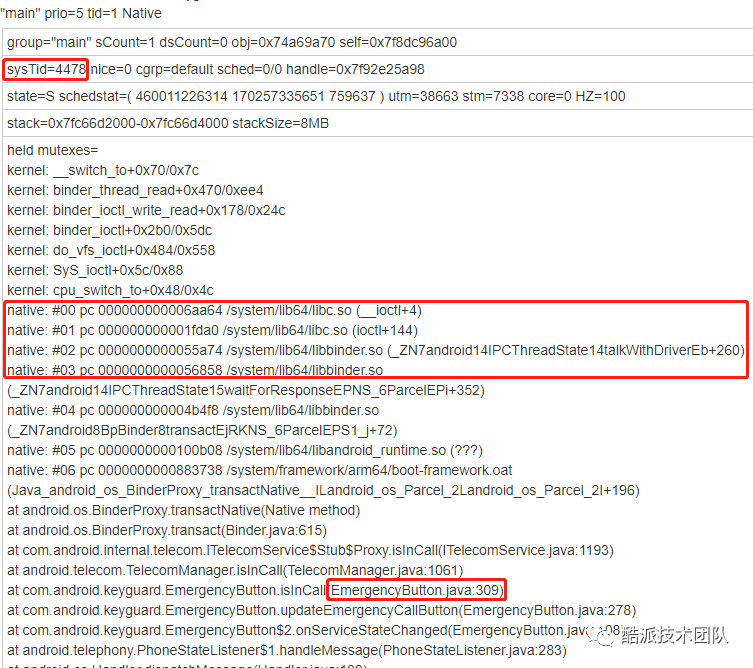 "main" prio=5 tid=1 Native
group="main" sCount=1 dsCount=0 obj=0x74a69a70 self=0x7f8dc96a00
sysTid=4478 nice=0 cgrp=default sched=0/0 handle=0x7f92e25a98
state=S schedstat=( 460011226314 170257335651 759637 ) utm=38663 stm=7338 core=0 HZ=100
stack=0x7fc66d2000-0x7fc66d4000 stackSize=8MB
held mutexes=
kernel: __switch_to+0x70/0x7c
kernel: binder_thread_read+0x470/0xee4
kernel: binder_ioctl_write_read+0x178/0x24c
kernel: binder_ioctl+0x2b0/0x5dc
kernel: do_vfs_ioctl+0x484/0x558
kernel: SyS_ioctl+0x5c/0x88
kernel: cpu_switch_to+0x48/0x4c
native: #00 pc 000000000006aa64 /system/lib64/libc.so (__ioctl+4)
native: #01 pc 000000000001fda0 /system/lib64/libc.so (ioctl+144)
native: #02 pc 0000000000055a74 /system/lib64/libbinder.so (_ZN7android14IPCThreadState14talkWithDriverEb+260)
native: #03 pc 0000000000056858 /system/lib64/libbinder.so
(_ZN7android14IPCThreadState15waitForResponseEPNS_6ParcelEPi+352)
native: #04 pc 000000000004b4f8 /system/lib64/libbinder.so
(_ZN7android8BpBinder8transactEjRKNS_6ParcelEPS1_j+72)
native: #05 pc 0000000000100b08 /system/lib64/libandroid_runtime.so (???)
native: #06 pc 0000000000883738 /system/framework/arm64/boot-framework.oat
(Java_android_os_BinderProxy_transactNative__ILandroid_os_Parcel_2Landroid_os_Parcel_2I+196)
at android.os.BinderProxy.transactNative(Native method)
at android.os.BinderProxy.transact(Binder.java:615)
at com.android.internal.telecom.ITelecomService$Stub$Proxy.isInCall(ITelecomService.java:1193)
at android.telecom.TelecomManager.isInCall(TelecomManager.java:1061)
at com.android.keyguard.EmergencyButton.isInCall(EmergencyButton.java:309)
at com.android.keyguard.EmergencyButton.updateEmergencyCallButton(EmergencyButton.java:278)
at com.android.keyguard.EmergencyButton$2.onServiceStateChanged(EmergencyButton.java
酷派技术团队
at android.telephony.PhoneStateListener$1.handleMessage(PhoneStateListener.java:283)